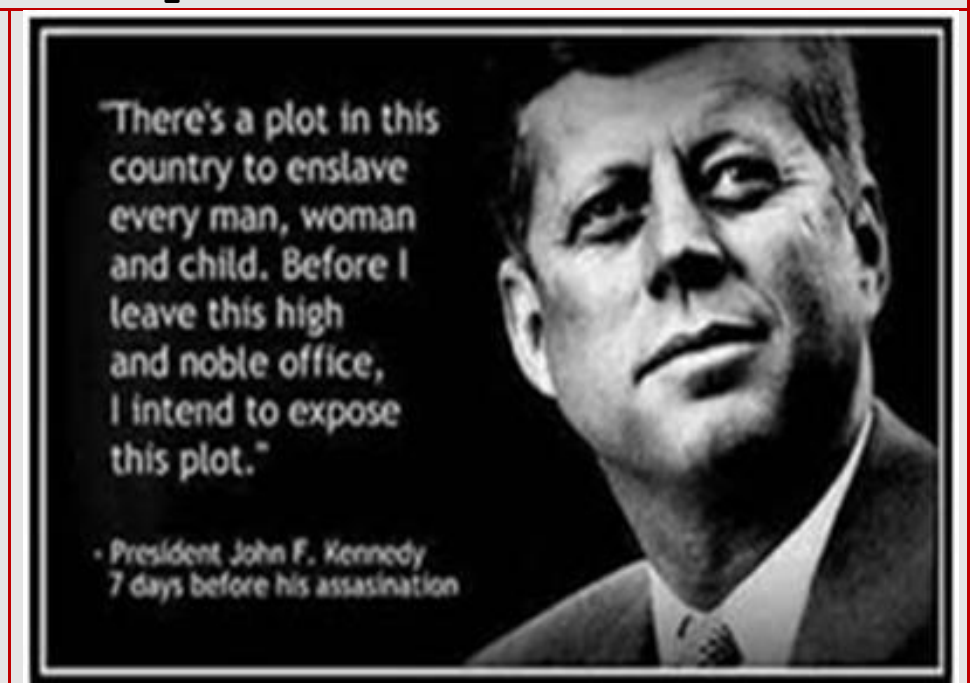 "There's a plot in this
country to enslave
every man, woman
and child. Before I
leave this high
and noble office,
I intend to expose
this plot."
- President John F. Kennedy
7 days before his assasination